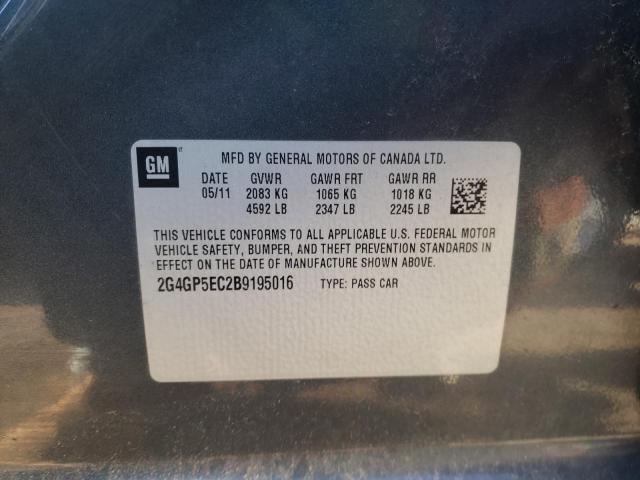 GM MFD BY GENERAL MOTORS OF CANADA LTD.
DATE GVWR GAWR FRT GAWR RR
05/11 2083 KG 1065 KG 1018 KG
4592 LB 2347 LB 2245 LB
THIS VEHICLE CONFORMS TO ALL APPLICABLE U.S. FEDERAL MOTOR
VEHICLE SAFETY, BUMPER, AND THEFT PREVENTION STANDARDS IN
EFFECT ON THE DATE OF MANUFACTURE SHOWN ABOVE.
2G4GP5EC2B9195016 TYPE: PASS CAR